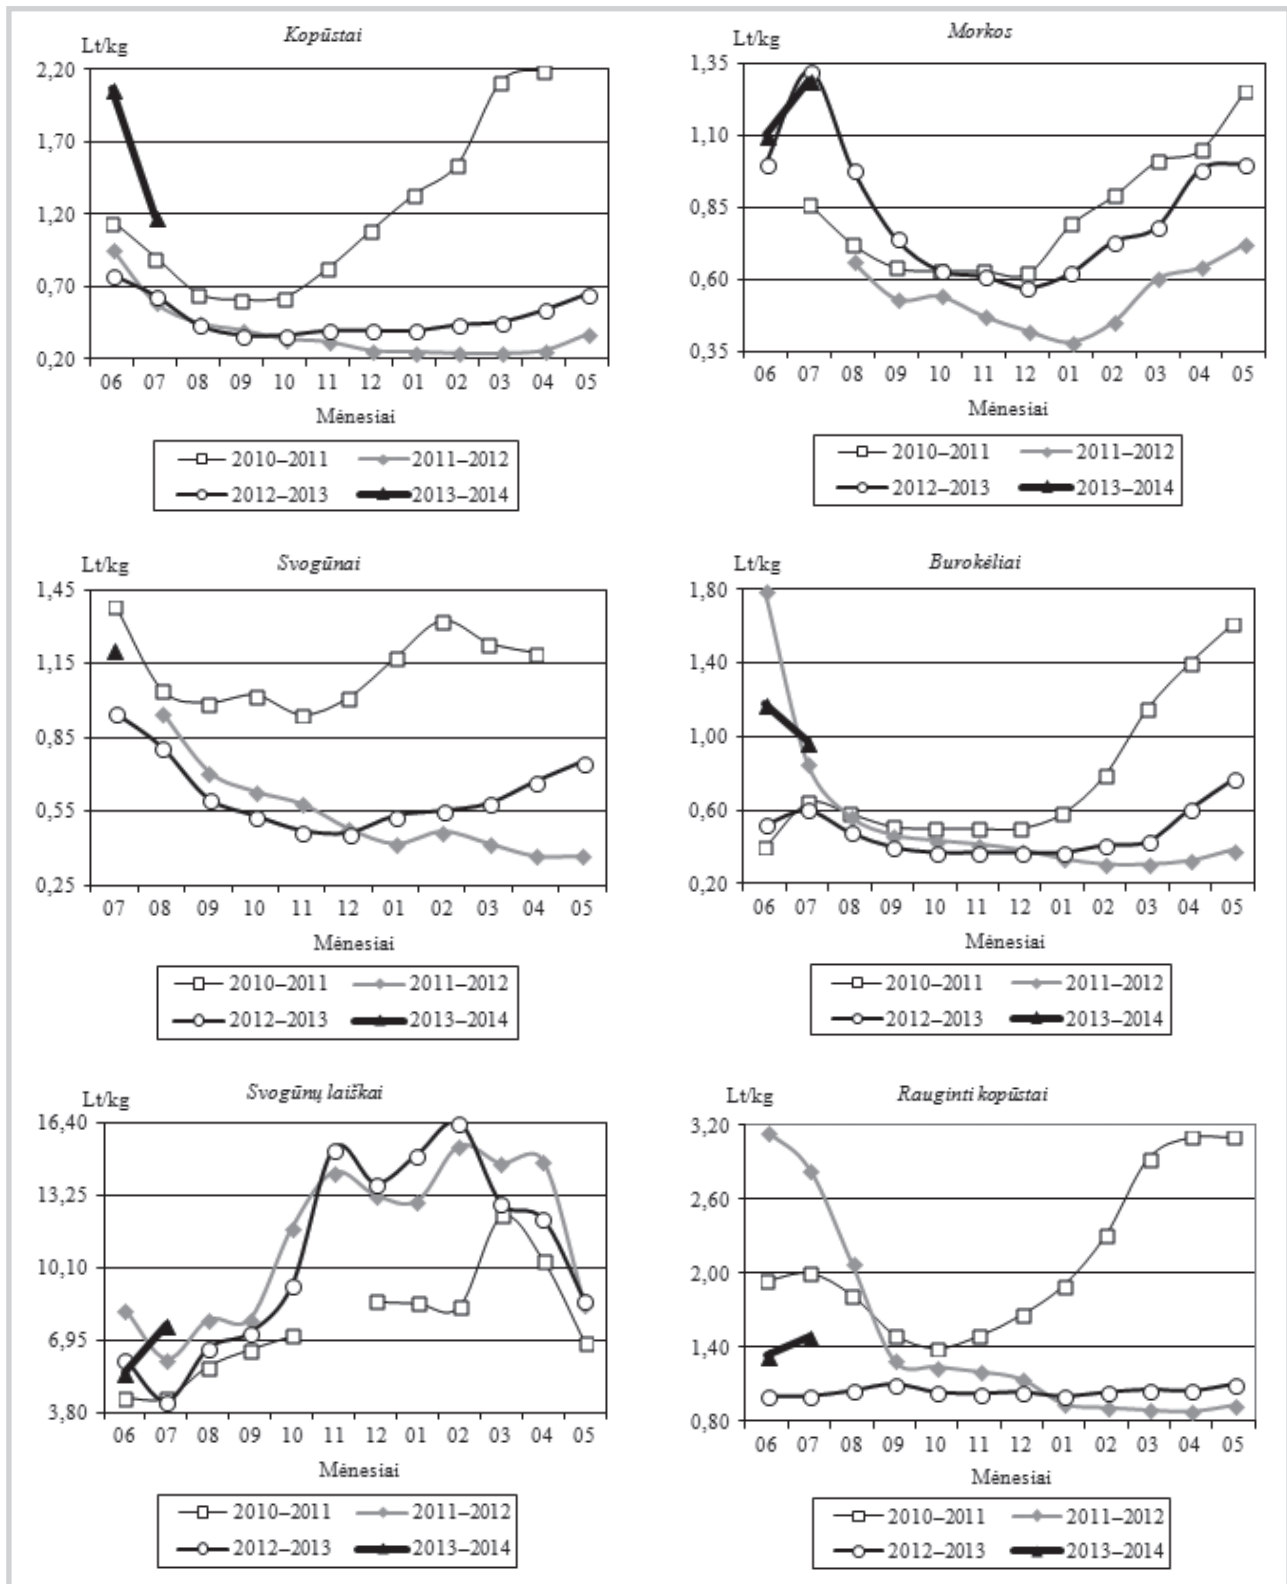 Kopūstai
Lt/kg
2,20
1,70
1,20
0,70
0,20
06 07 08 09 10 11 12 01 02 03 04 05
Mėnesiai
2010–2011 2011–2012
2012–2013 2013–2014
Morkos
Lt/kg
1,35
1,10
0,85
0,60
0,35
06 07 08 09 10 11 12 01 02 03 04 05
Mėnesiai
2010–2011 2011–2012
2012–2013 2013–2014
Svogūnai
Lt/kg
1,45
1,15
0,85
0,55
0,25
07 08 09 10 11 12 01 02 03 04 05
Mėnesiai
2010–2011 2011–2012
2012–2013 2013–2014
Burokėliai
Lt/kg
1,80
1,40
1,00
0,60
0,20
06 07 08 09 10 11 12 01 02 03 04 05
Mėnesiai
2010–2011 2011–2012
2012–2013 2013–2014
Svogūnų laiškai
Lt/kg
16,40
13,25
10,10
6,95
3,80
06 07 08 09 10 11 12 01 02 03 04 05
Mėnesiai
2010–2011 2011–2012
2012–2013 2013–2014
Rauginti kopūstai
Lt/kg
3,20
2,60
2,00
1,40
0,80
06 07 08 09 10 11 12 01 02 03 04 05
Mėnesiai
2010–2011 2011–2012
2012–2013 2013–2014